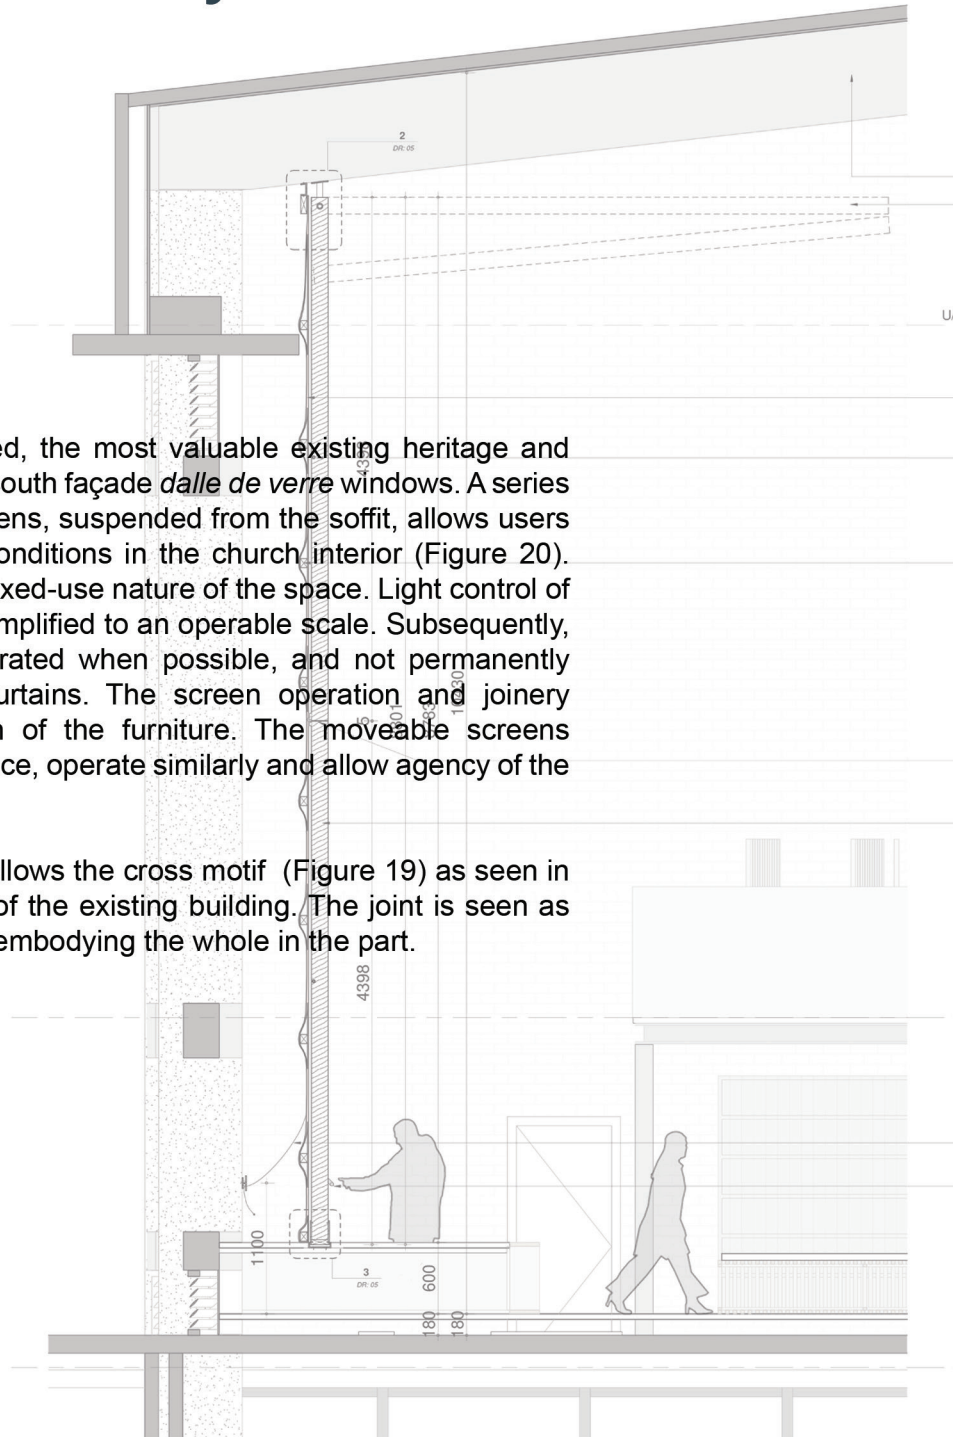 2
DR: 05
ed, the most valuable existing heritage and
outh façade dalle de verre windows. A series
ens, suspended from the soffit, allows users
onditions in the church interior (Figure 20).
xed-use nature of the space. Light control of
mplified to an operable scale. Subsequently,
rated when possible, and not permanently
urtains. The screen operation and joinery
of the furniture. The moveable screens
ce, operate similarly and allow agency of the
llows the cross motif (Figure 19) as seen in
of the existing building. The joint is seen as
embodying the whole in the part.
4398
1100
3
DR: 05
600
180
180